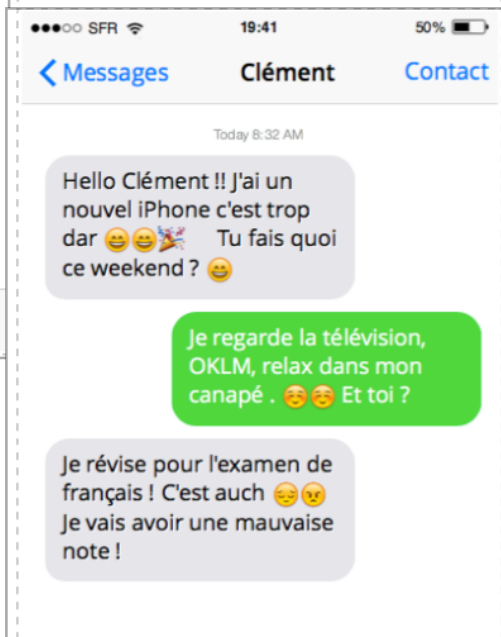 SFR 19:41 50%
Messages Clément Contact
Today 8:32 AM
Hello Clément !! J'ai un
nouvel iPhone c'est trop
dar 😄😄🎉 Tu fais quoi
ce weekend ? 😄
Je regarde la télévision,
OKLM, relax dans mon
canapé . ☺️☺️ Et toi ?
Je révise pour l'examen de
français ! C'est auch 😔😠
Je vais avoir une mauvaise
note !